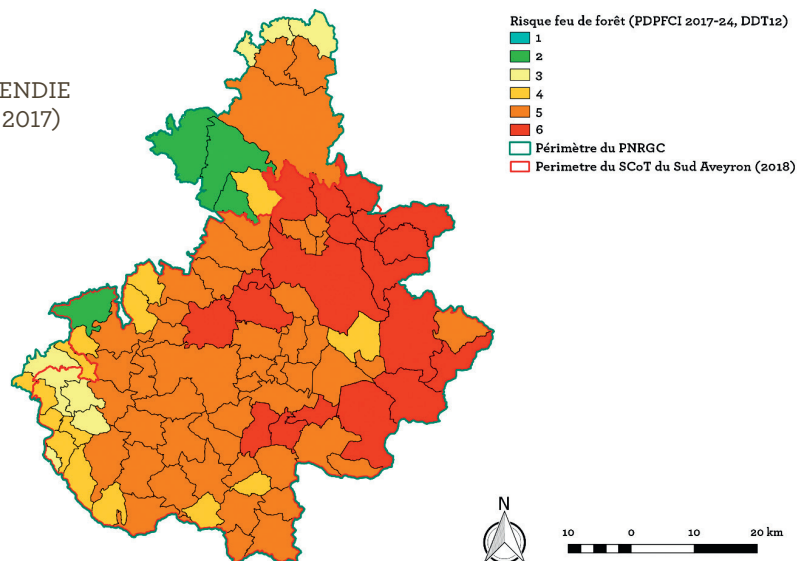 ENDIE
2017)
Risque feu de forêt (PDPFCI 2017-24, DDT12)
1
2
3
4
5
6
Périmètre du PNRGC
Perimetre du SCoT du Sud Aveyron (2018)
N
10 0 10 20 km